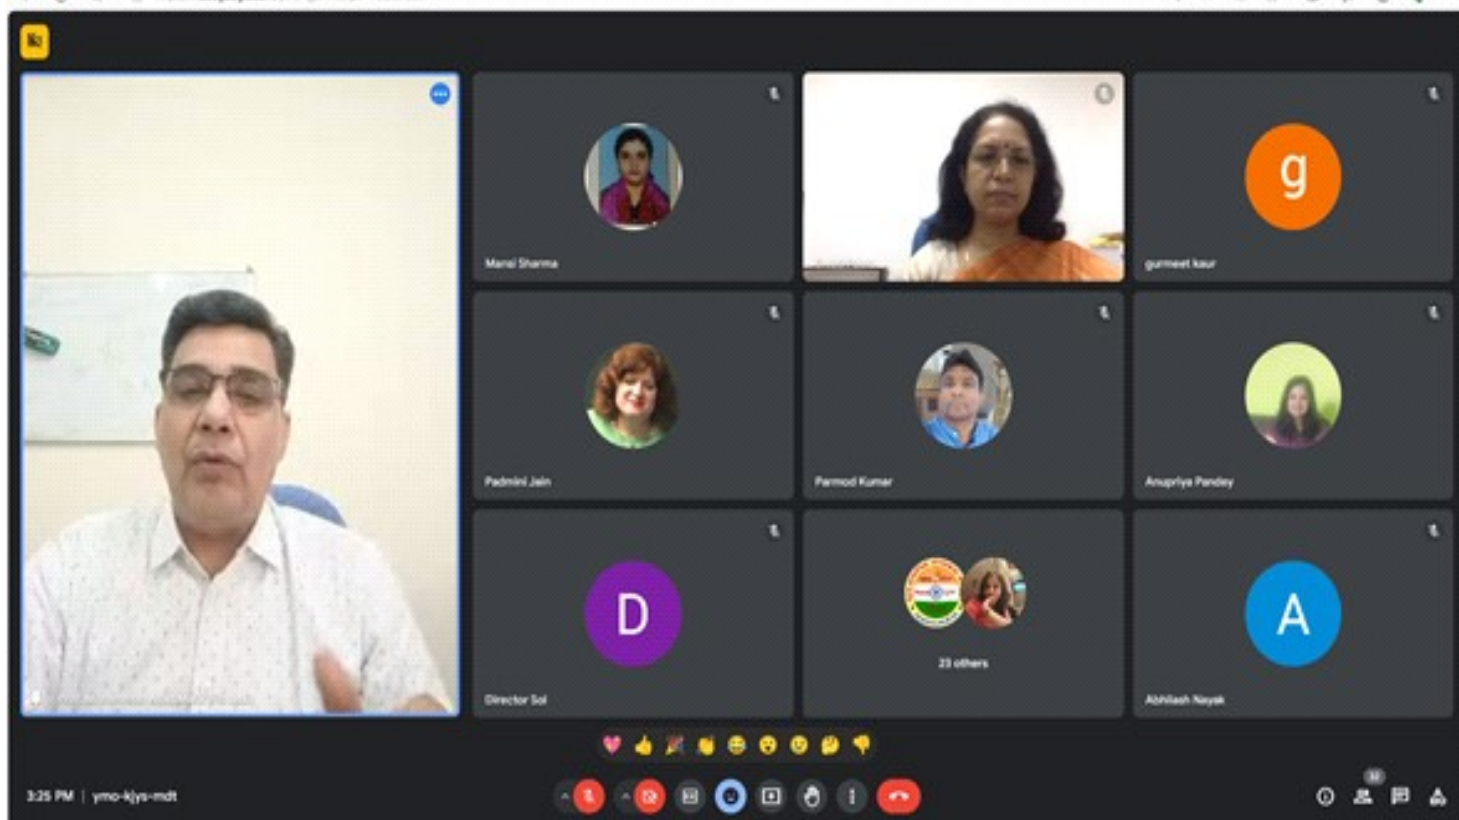 Mansi Sharma
g
gurmeet kaur
Padmini Jain
Parmod Kumar
Anupriya Pandey
D
Director Sol
23 others
A
Abhilash Nayak
3:25 PM | ymo-kjys-mdt